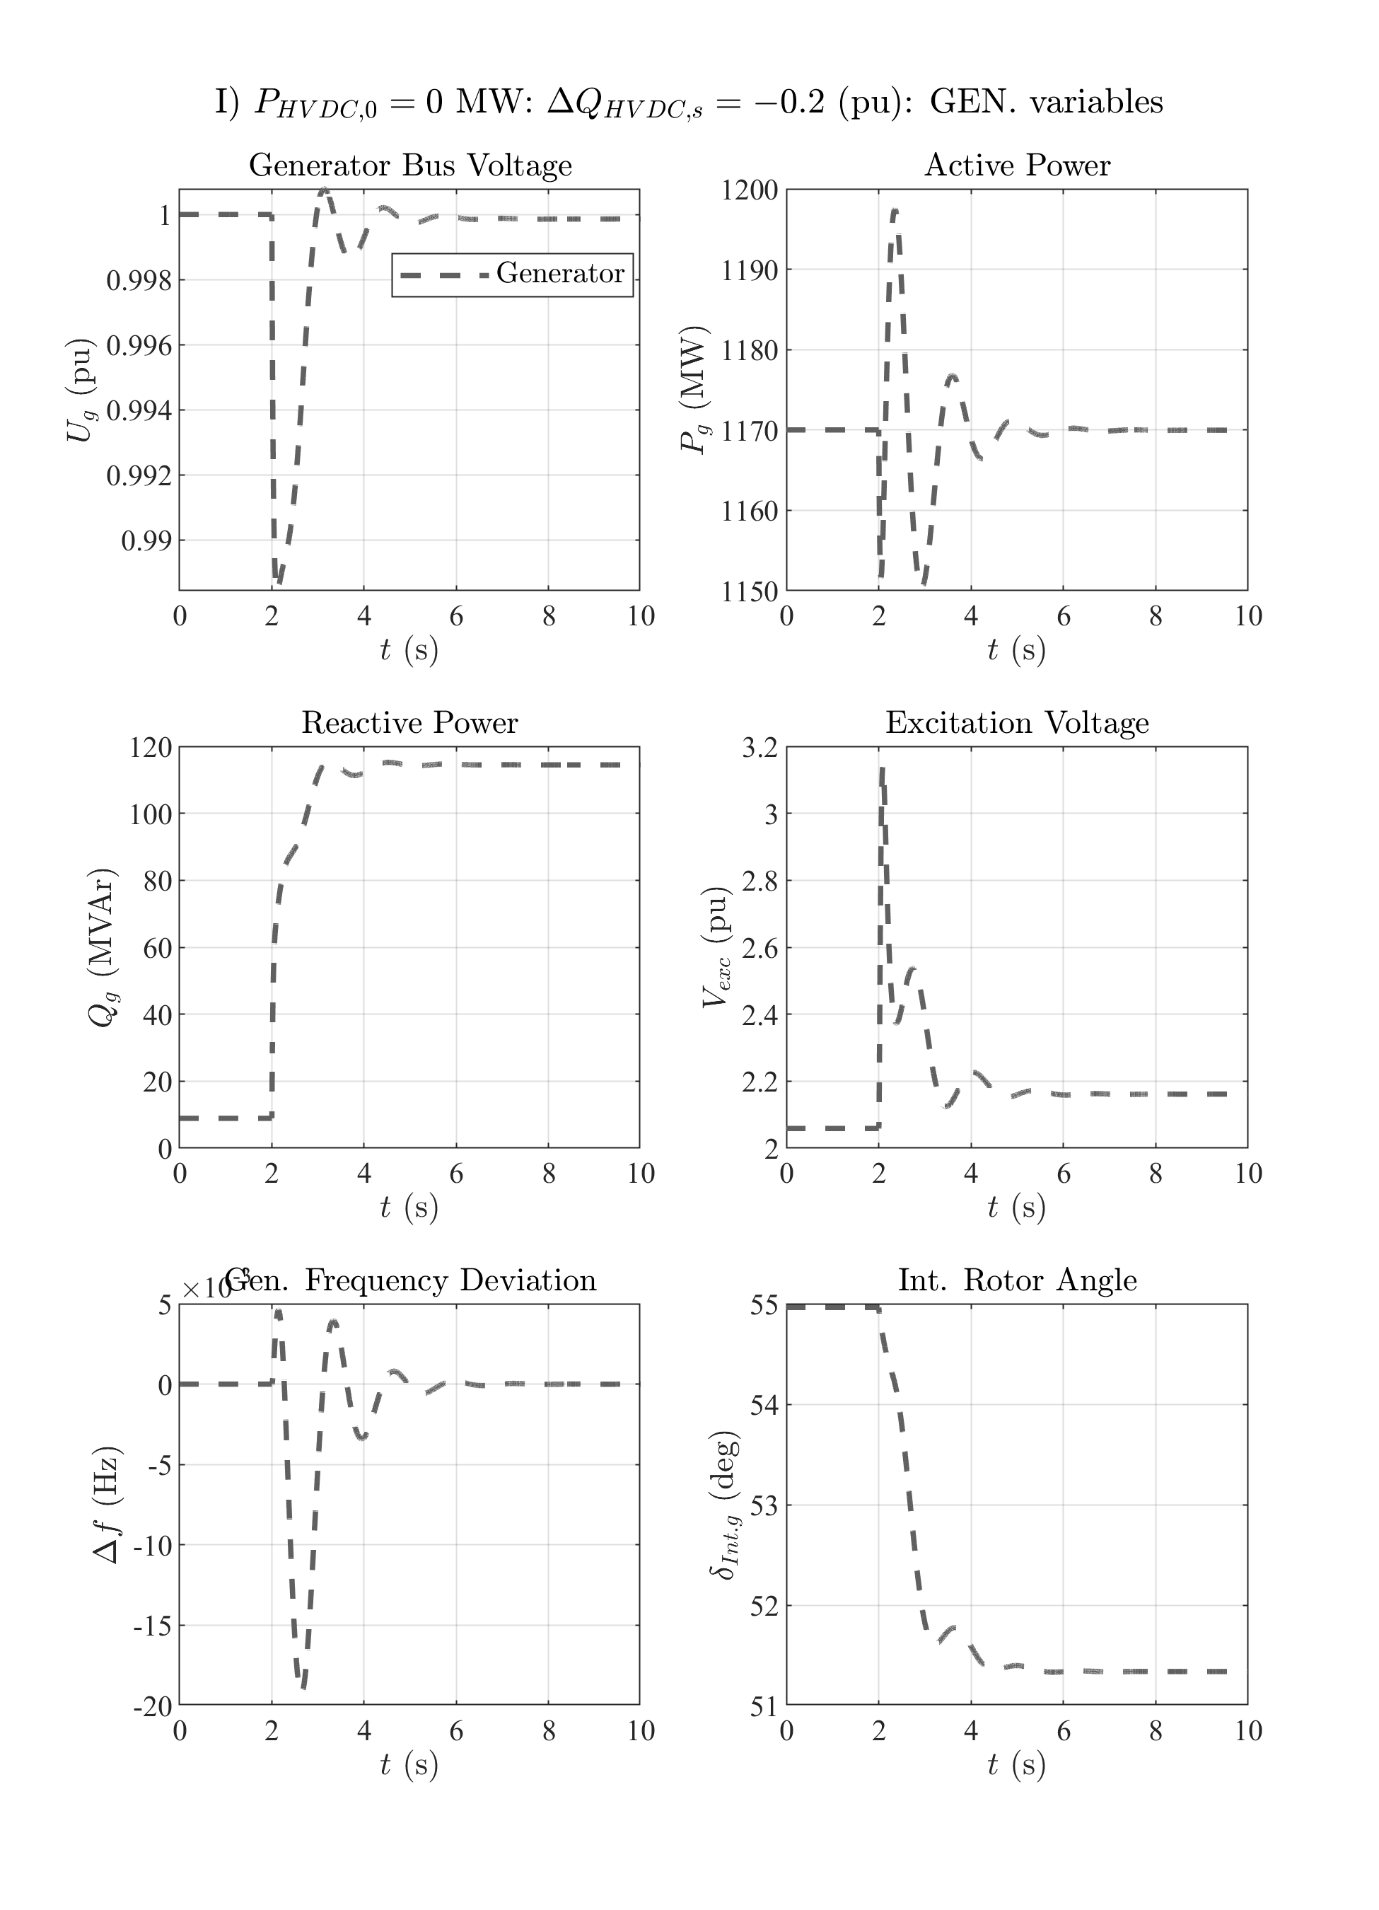 I) P_{HVDC,0} = 0 MW: ΔQ_{HVDC,s} = −0.2 (pu): GEN. variables
Generator Bus Voltage
1
0.998
0.996
0.994
0.992
0.99
U_g (pu)
Generator
0 2 4 6 8 10
t (s)
Active Power
1200
1190
1180
1170
1160
1150
P_g (MW)
0 2 4 6 8 10
t (s)
Reactive Power
120
100
80
60
40
20
0
Q_g (MVAr)
0 2 4 6 8 10
t (s)
Excitation Voltage
3.2
3
2.8
2.6
2.4
2.2
2
V_{exc} (pu)
0 2 4 6 8 10
t (s)
Gen. Frequency Deviation
×10^{-3}
5
0
-5
-10
-15
-20
Δf (Hz)
0 2 4 6 8 10
t (s)
Int. Rotor Angle
55
54
53
52
51
δ_{Int.g} (deg)
0 2 4 6 8 10
t (s)